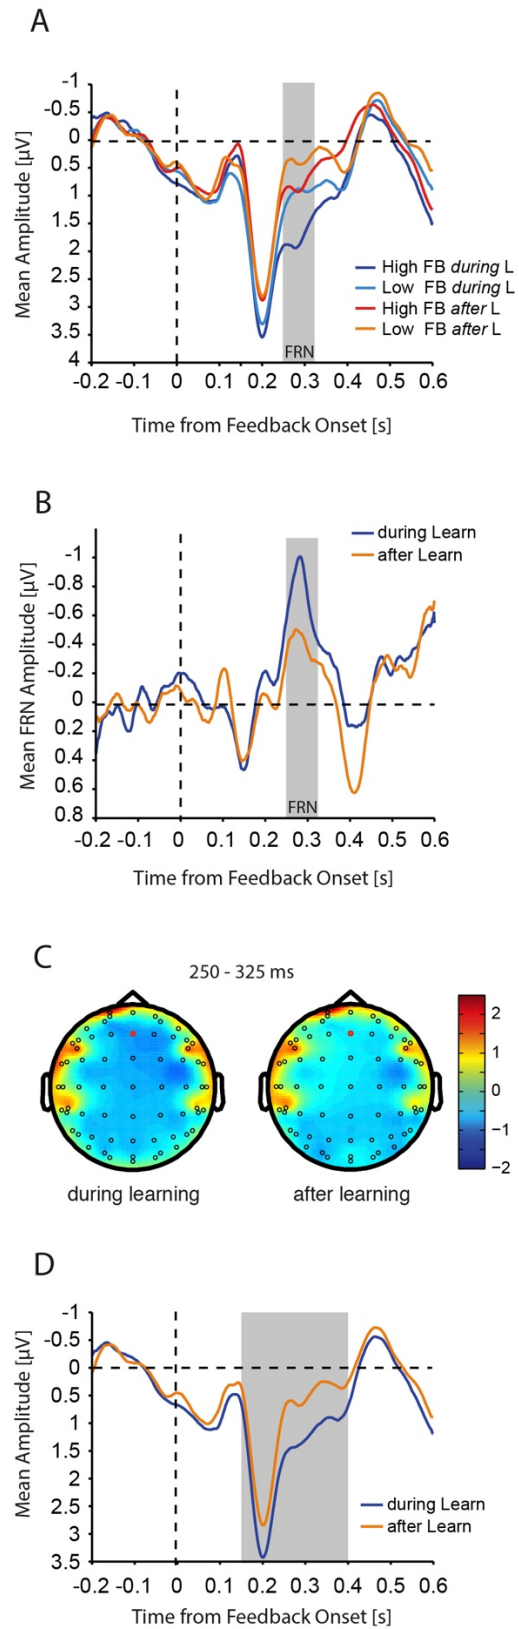 A
Mean Amplitude [µV]
-1
-0.5
0
0.5
1
1.5
2
2.5
3
3.5
4
High FB during L
Low FB during L
High FB after L
Low FB after L
FRN
-0.2 -0.1 0 0.1 0.2 0.3 0.4 0.5 0.6
Time from Feedback Onset [s]
B
Mean FRN Amplitude [µV]
during Learn
after Learn
-1
-0.8
-0.6
-0.4
-0.2
0
0.2
0.4
0.6
0.8
FRN
-0.2 -0.1 0 0.1 0.2 0.3 0.4 0.5 0.6
Time from Feedback Onset [s]
C
250 - 325 ms
2
1
0
−1
−2
during learning
after learning
D
Mean Amplitude [µV]
-1
-0.5
0
0.5
1
1.5
2
2.5
3
3.5
during Learn
after Learn
-0.2 -0.1 0 0.1 0.2 0.3 0.4 0.5 0.6
Time from Feedback Onset [s]